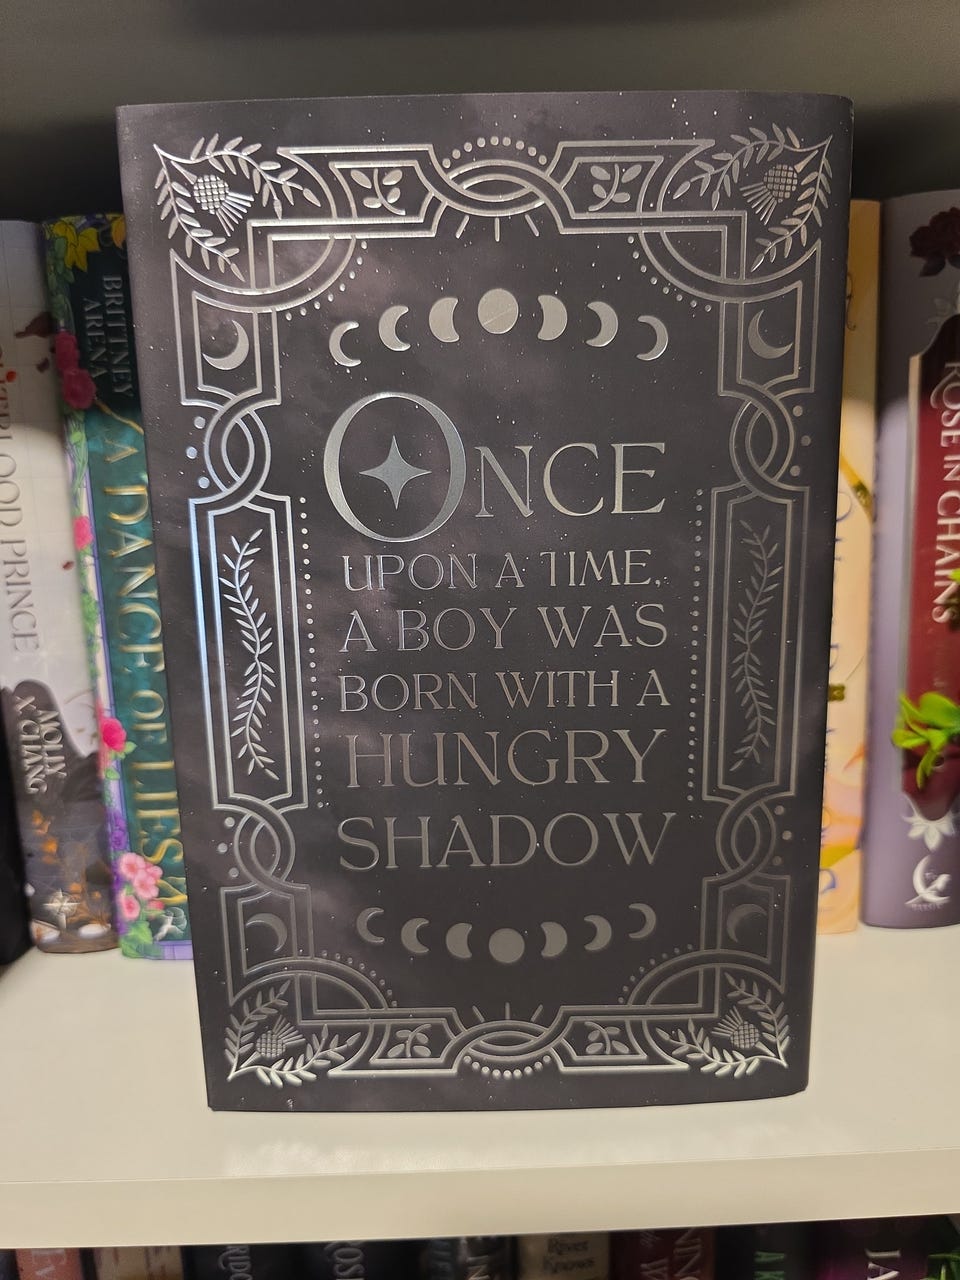 ONCE
UPON A TIME,
A BOY WAS
BORN WITH A
HUNGRY
SHADOW
PRINCE
MOLLY
X. CHANG
BRITTNEY
ARENA
A DANCE OF LIES
ROSE IN CHAINS